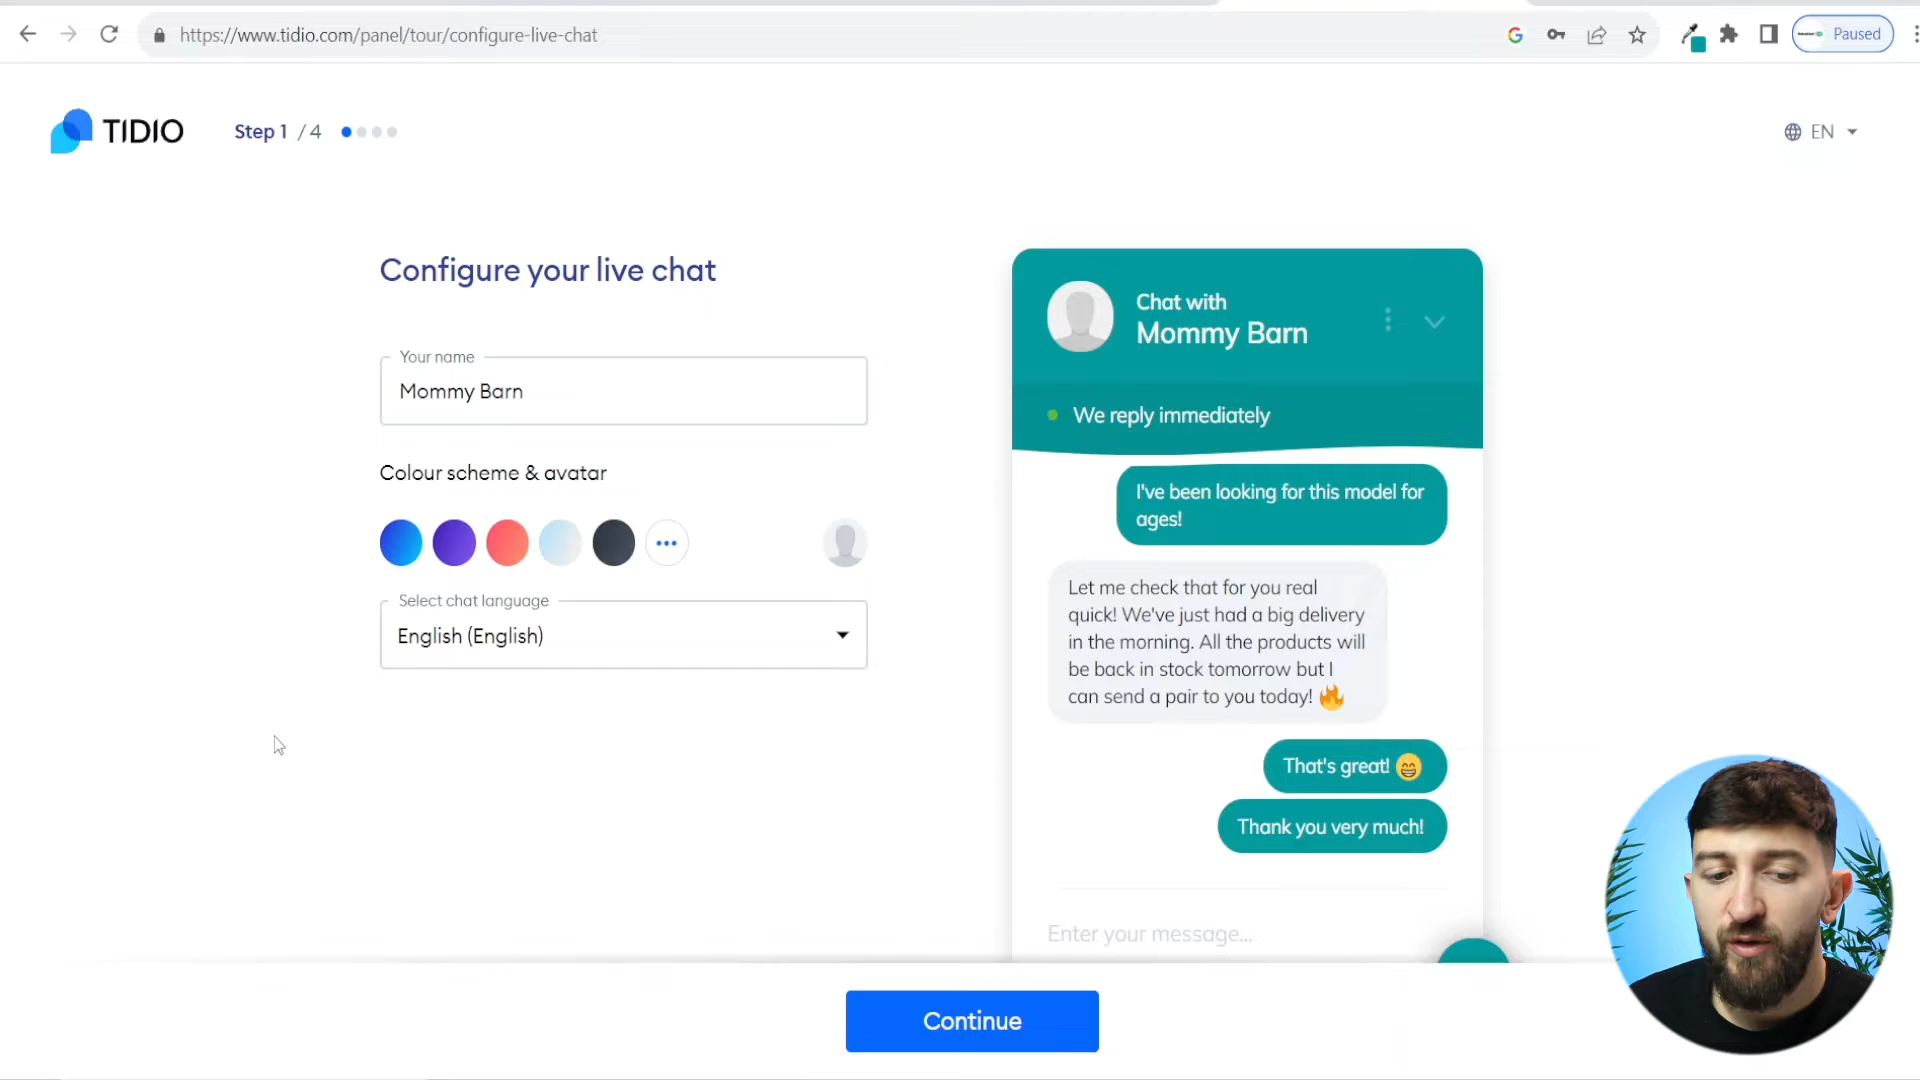 https://www.tidio.com/panel/tour/configure-live-chat
Paused
TIDIO
Step 1 / 4
EN
Configure your live chat
Your name
Mommy Barn
Colour scheme & avatar
Select chat language
English (English)
Chat with
Mommy Barn
We reply immediately
I've been looking for this model for
ages!
Let me check that for you real
quick! We've just had a big delivery
in the morning. All the products will
be back in stock tomorrow but I
can send a pair to you today! 🔥
That's great! 😁
Thank you very much!
Enter your message...
Continue